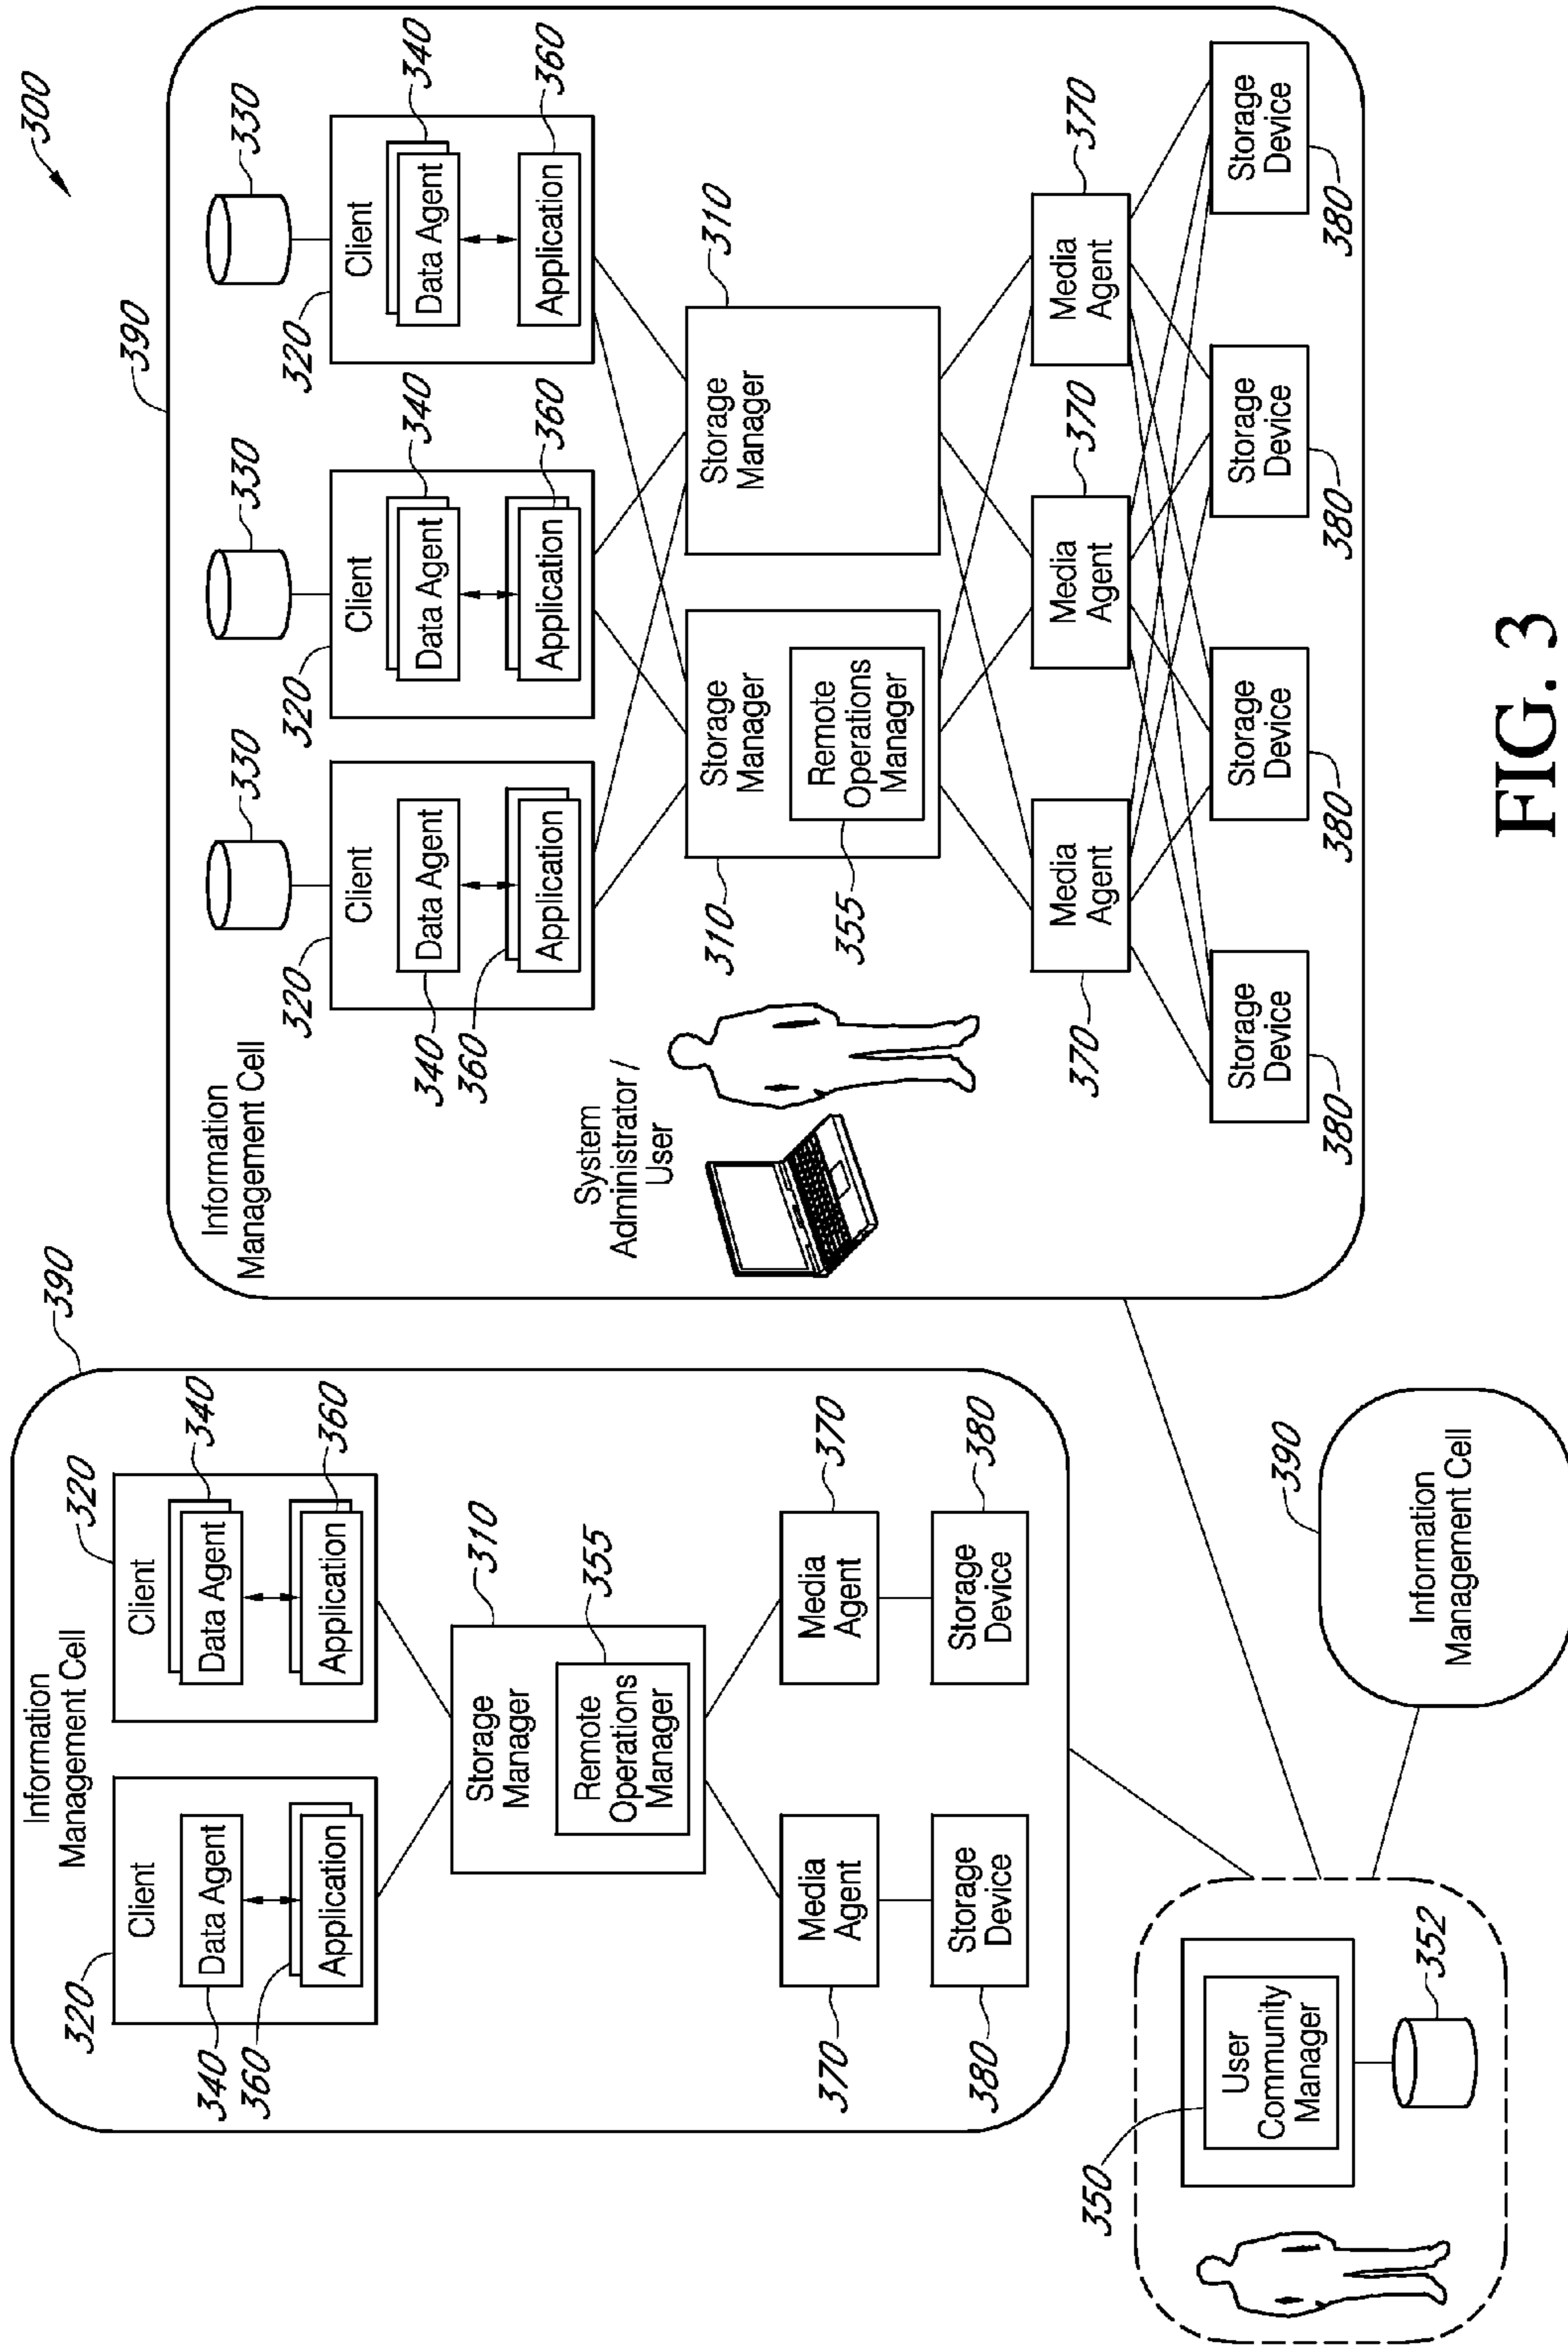 300
390
Information
Management Cell
320
Client
340
Data Agent
360
Application
320
Client
340
Data Agent
360
Application
310
Storage
Manager
355
Remote
Operations
Manager
370
Media
Agent
370
Media
Agent
380
Storage
Device
380
Storage
Device
390
Information
Management Cell
330
320
Client
340
Data Agent
360
Application
330
320
Client
340
Data Agent
360
Application
330
320
Client
340
Data Agent
360
Application
System
Administrator /
User
310
Storage
Manager
355
Remote
Operations
Manager
310
Storage
Manager
370
Media
Agent
370
Media
Agent
370
Media
Agent
380
Storage
Device
380
Storage
Device
380
Storage
Device
380
Storage
Device
350
User
Community
Manager
352
390
Information
Management Cell
FIG. 3